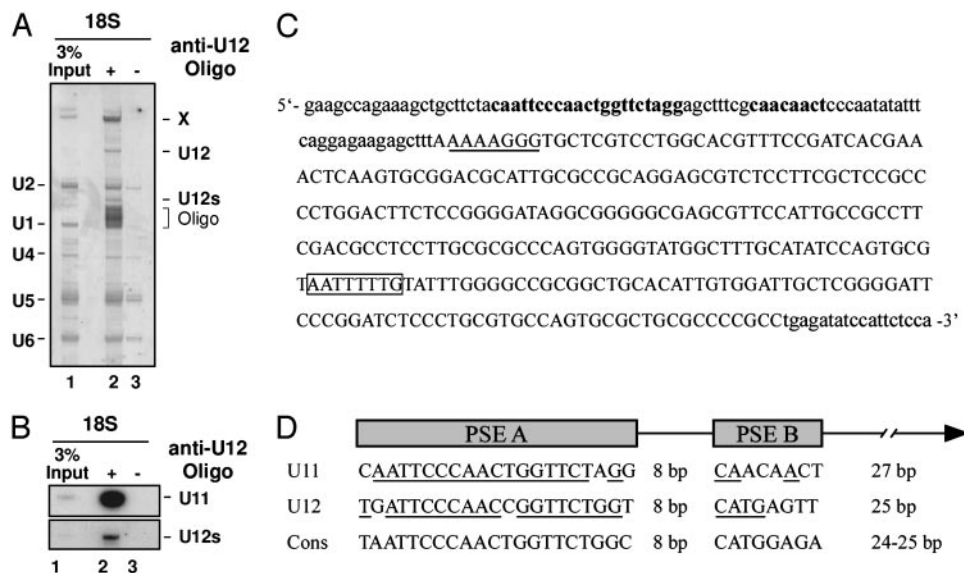 A
18S
3%
Input
+
-
anti-U12
Oligo
X
U12
U2
U12s
Oligo
U1
U4
U5
U6
1
2
3
B
18S
3%
Input
+
-
anti-U12
Oligo
U11
U12s
1
2
3
C
5‘- gaagccagaaagctgcttctacaattcccaactggttctaggagctttcgcaacaactcccaatatattt
caggagaagagctttAAAAAGGGTGCTCGTCCTGGCACGTTTCCGATCACGAA
ACTCAAGTGCGGACGCATTGCGCCGCAGGAGCGTCTCCTTCGCTCCGCC
CCTGGACTTCTCCGGGGATAGGCGGGGGCGAGCGTTCCATTGCCGCCTT
CGACGCCTCCTTGCGCGCCCAGTGGGGTATGGCTTTGCATATCCAGTGCG
TAATTTTTGTATTTGGGGCCGCGGCTGCACATTGTGGATTGCTCGGGGATT
CCCCGGATCTCCCTGCGTGCCAGTGCGCTGCGCCCCGCCtgagatatccattctcca -3’
D
PSE A
PSE B
U11 CAATTCCCAACTGGTTCTAGG 8 bp CAACAACT 27 bp
U12 TGATTCCCAACCGGTTCTGGT 8 bp CATGAGTT 25 bp
Cons TAATTCCCAACTGGTTCTGGC 8 bp CATGGAGA 24-25 bp